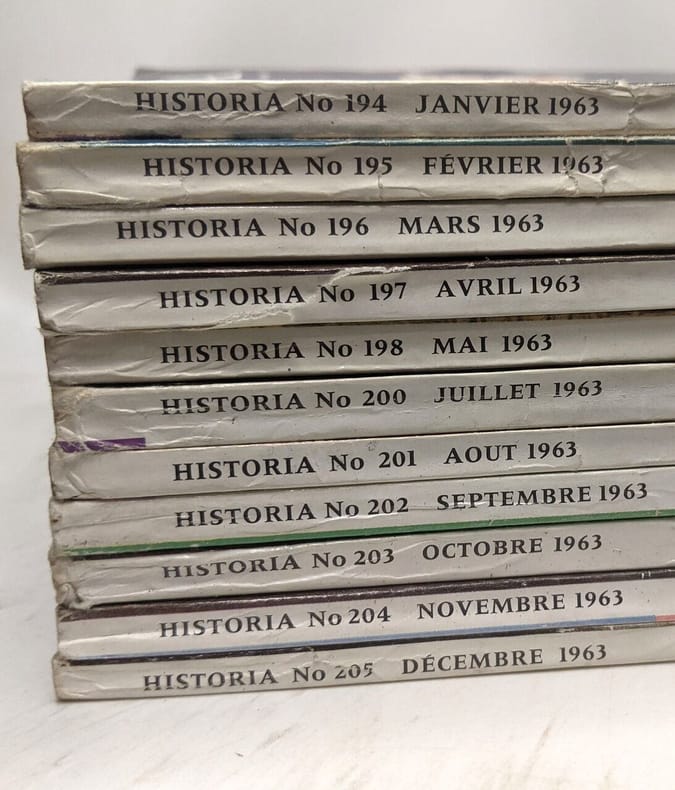 HISTORIA No 194 JANVIER 1963
HISTORIA No 195 FÉVRIER 1963
HISTORIA No 196 MARS 1963
HISTORIA No 197 AVRIL 1963
HISTORIA No 198 MAI 1963
HISTORIA No 200 JUILLET 1963
HISTORIA No 201 AOUT 1963
HISTORIA No 202 SEPTEMBRE 1963
HISTORIA No 203 OCTOBRE 1963
HISTORIA No 204 NOVEMBRE 1963
HISTORIA No 205 DÉCEMBRE 1963